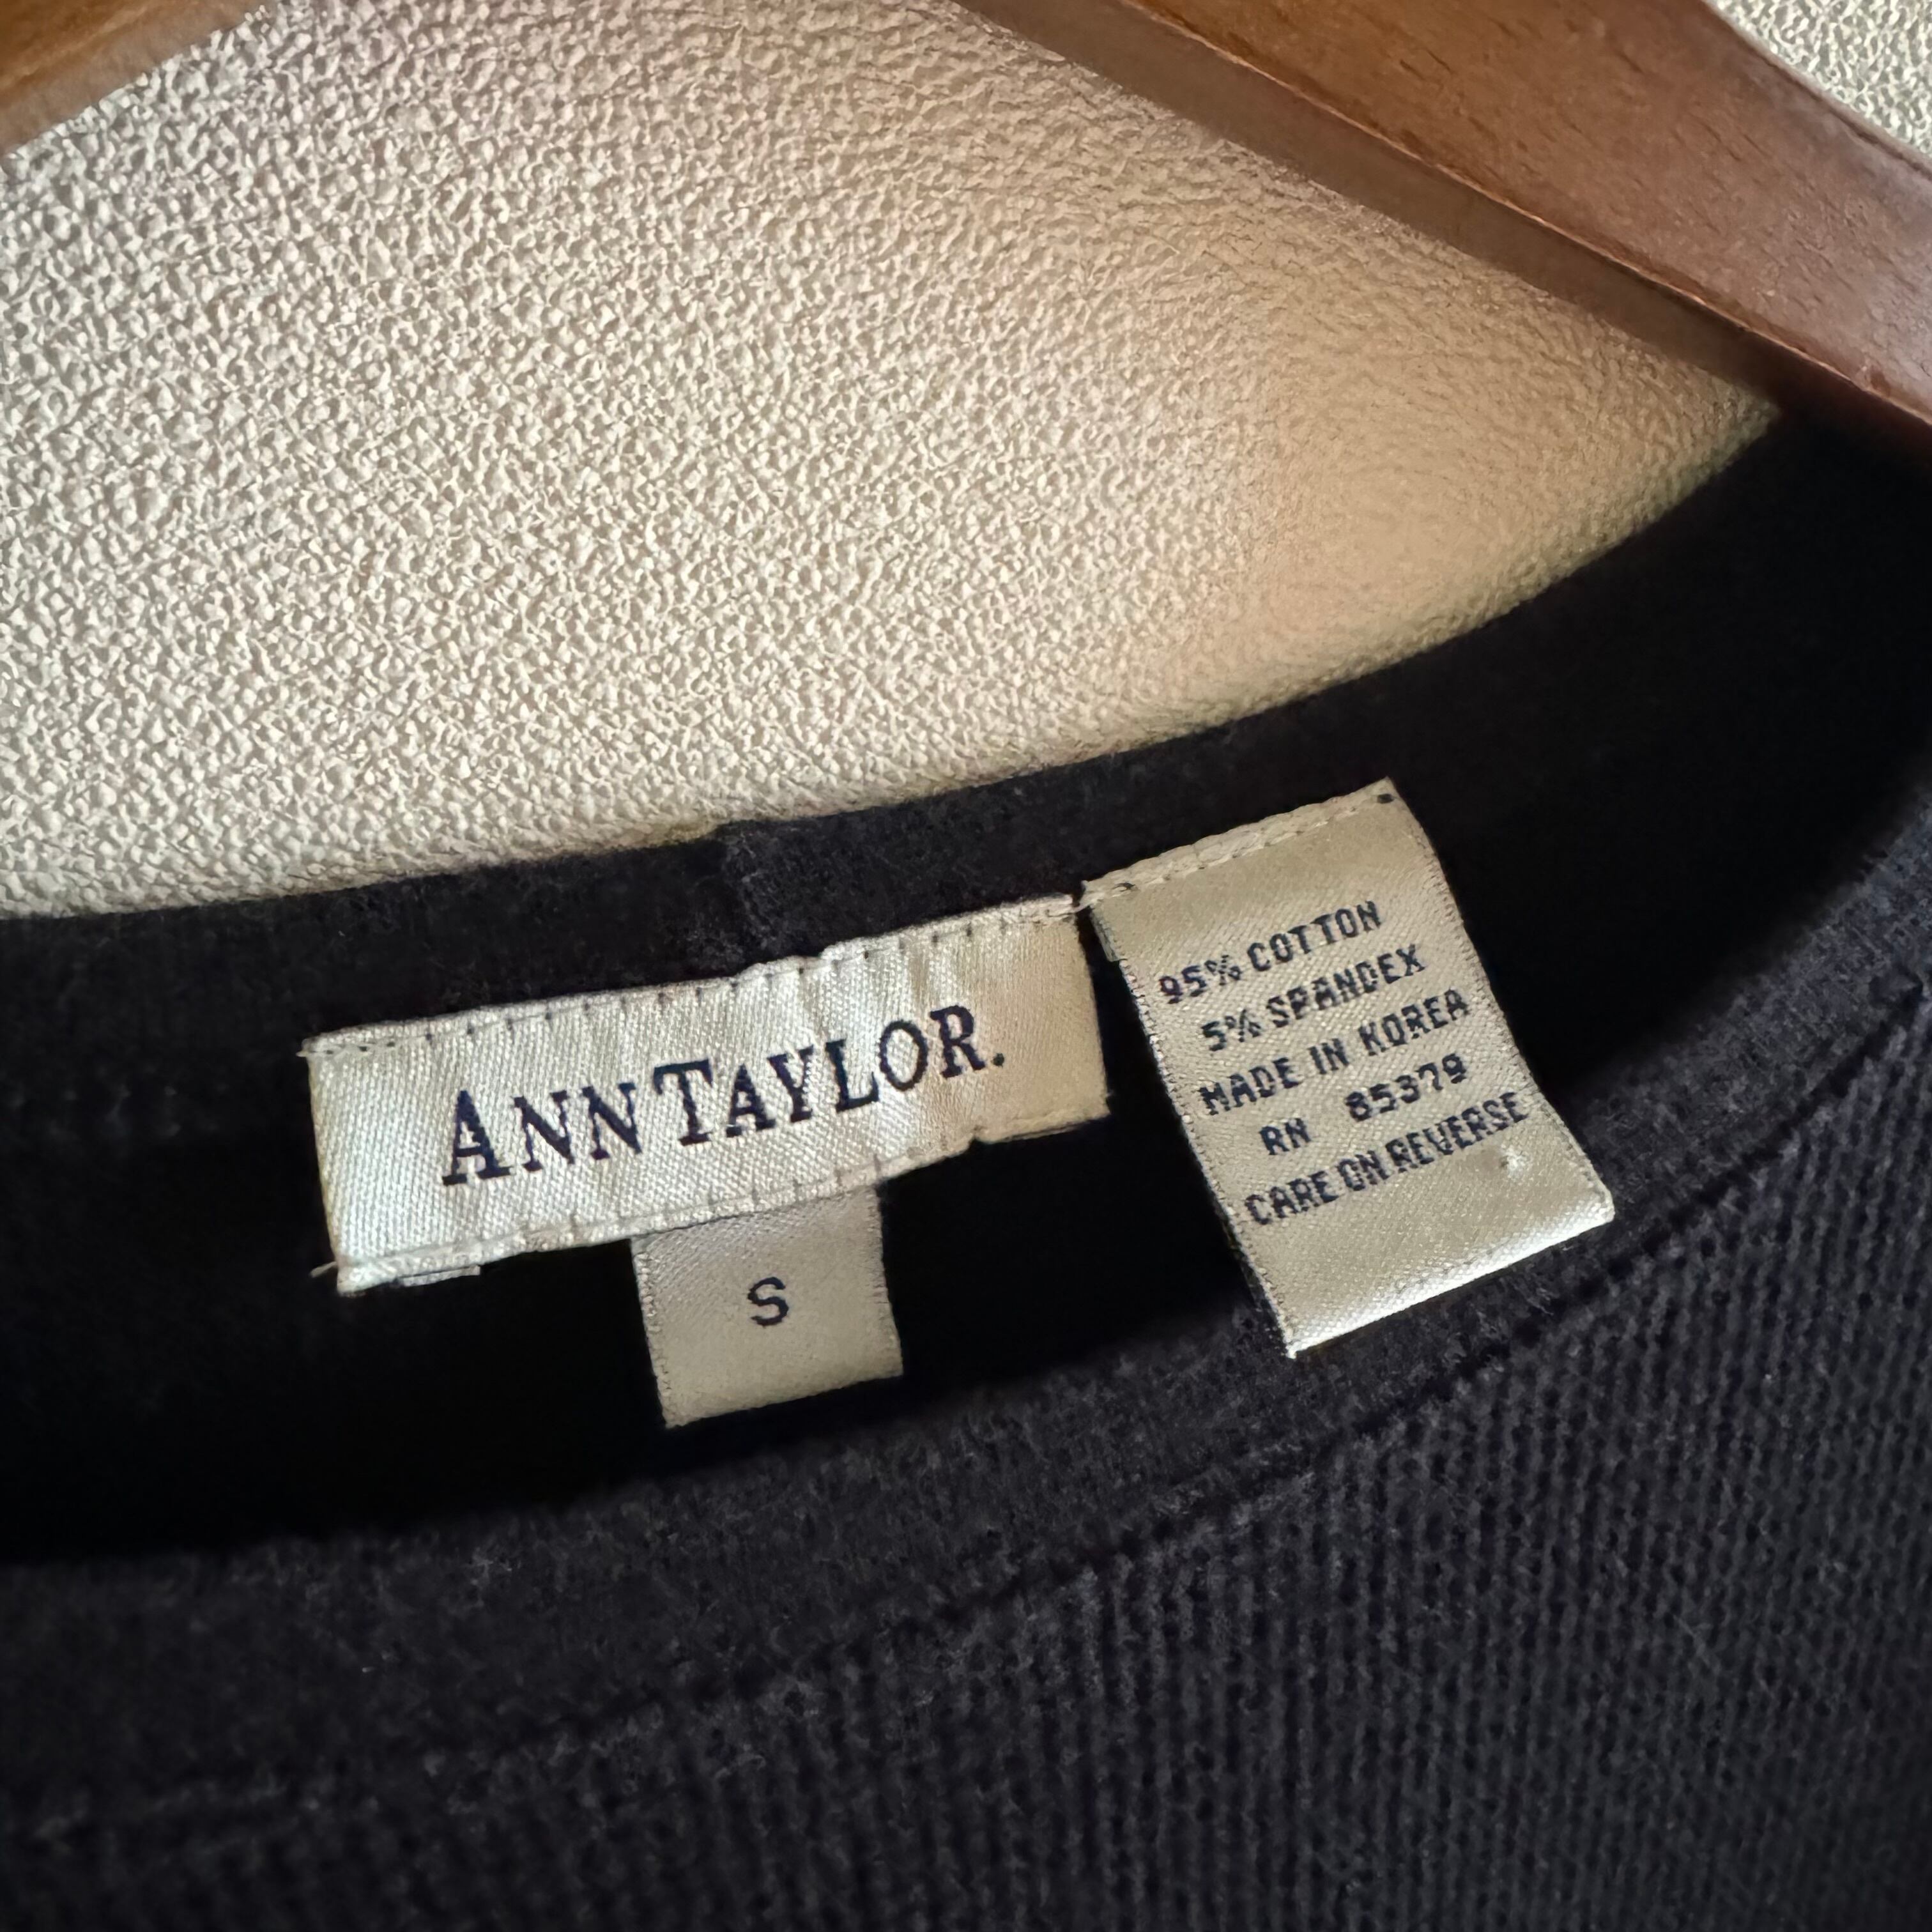 ANNTAYLOR.
S
95% COTTON
5% SPANDEX
MADE IN KOREA
RN 85379
CARE ON REVERSE